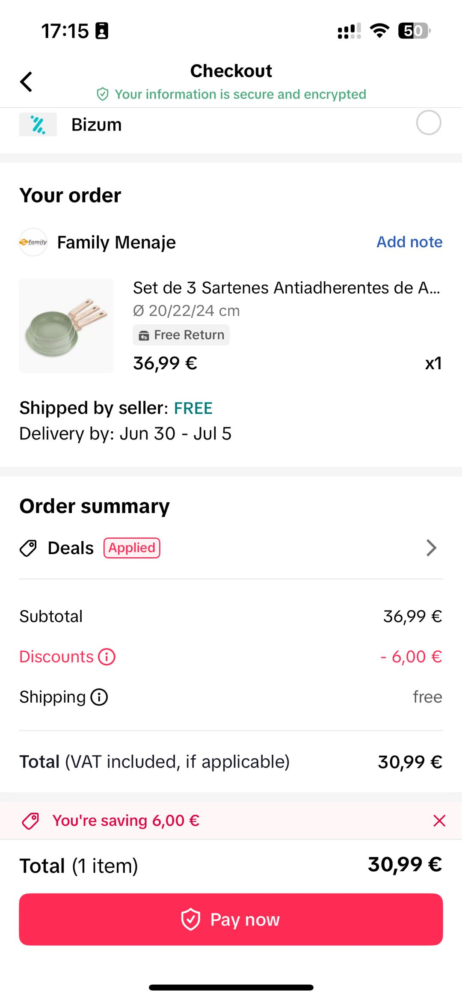 17:15
50
Checkout
Your information is secure and encrypted
Bizum
Your order
family
Family Menaje
Add note
Set de 3 Sartenes Antiadherentes de A...
Ø 20/22/24 cm
Free Return
36,99 €
x1
Shipped by seller: FREE
Delivery by: Jun 30 - Jul 5
Order summary
Deals Applied
Subtotal
36,99 €
Discounts
- 6,00 €
Shipping
free
Total (VAT included, if applicable)
30,99 €
You're saving 6,00 €
Total (1 item)
30,99 €
Pay now